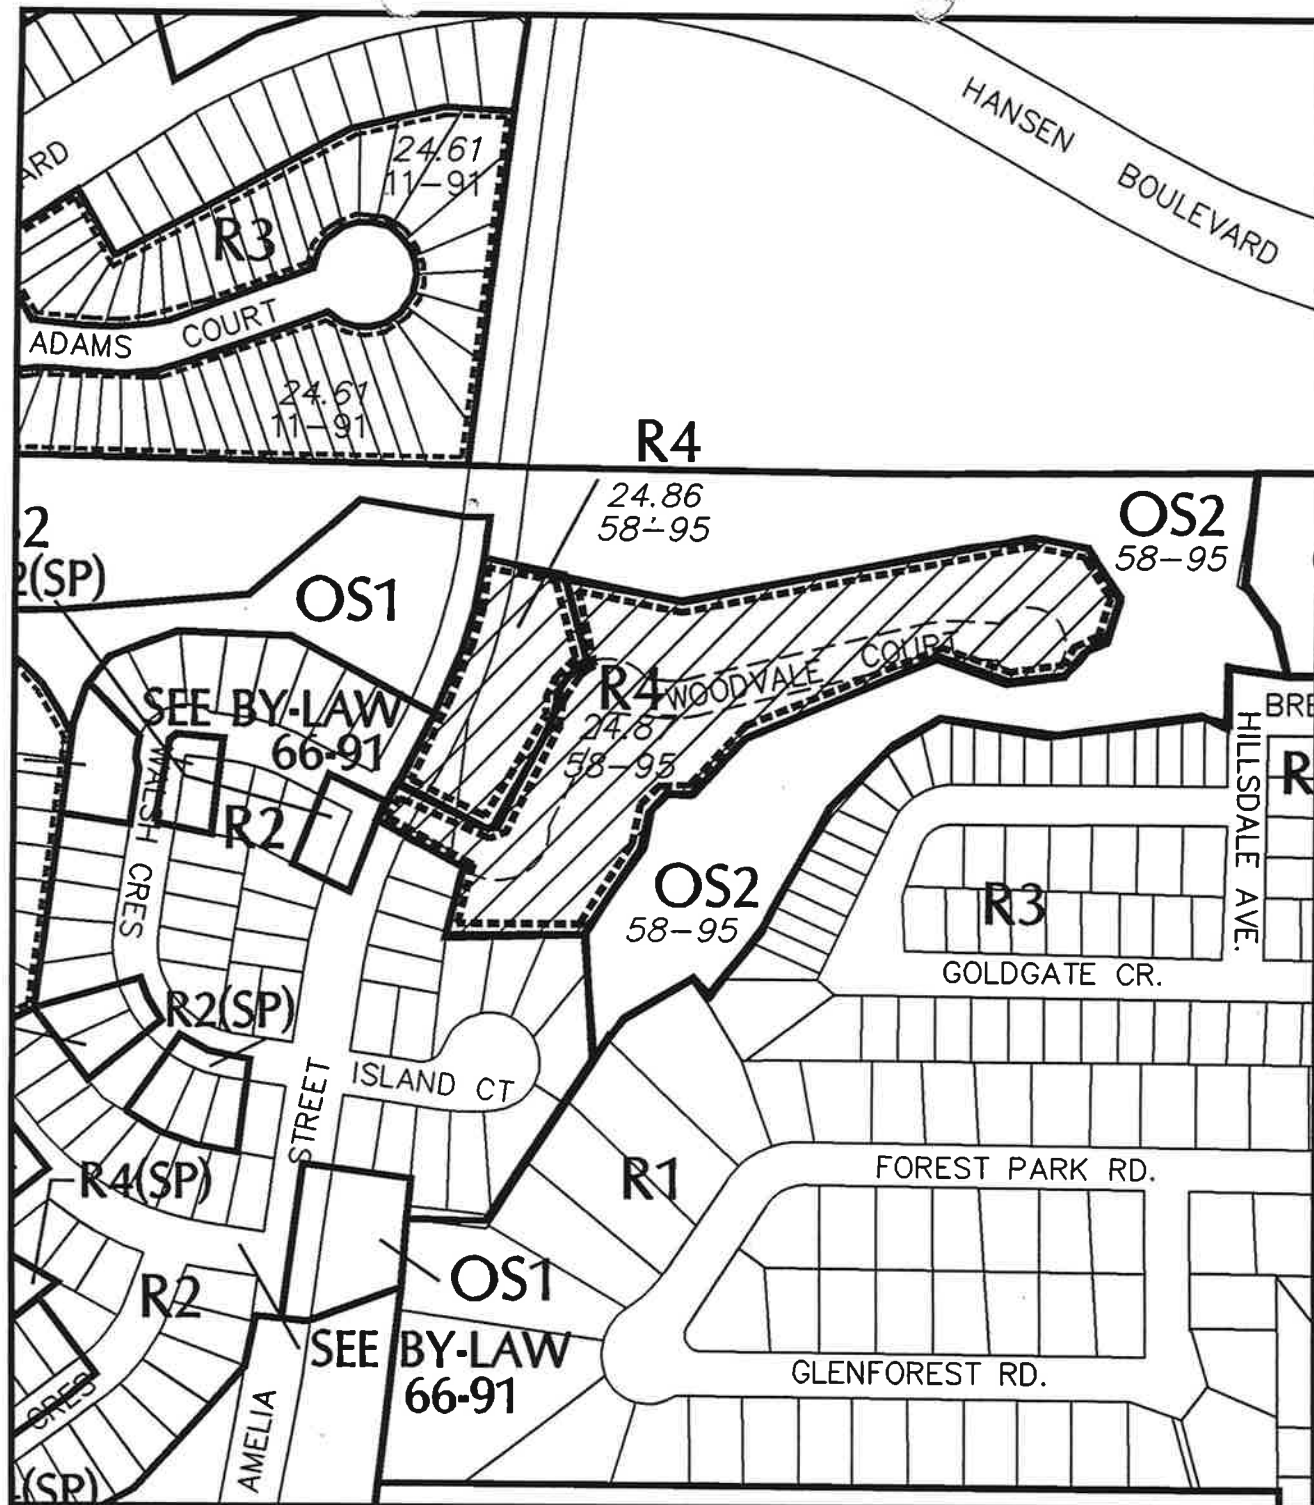 HANSEN
BOULEVARD
ARD
24.61
11-91
R3
ADAMS
COURT
24.61
11-91
R4
24.86
58-95
OS2
58-95
2(SP)
OS1
SEE BY-LAW
66-91
R2
WALSH
CRES
R4
WOODVALE
COURT
24.8
58-95
BRE
HILLSDALE AVE.
R
OS2
58-95
R3
GOLDGATE CR.
R2(SP)
ISLAND CT
STREET
R1
FOREST PARK RD.
R4(SP)
R2
OS1
SEE BY-LAW
66-91
GLENFOREST RD.
CRES
AMELIA
(SP)